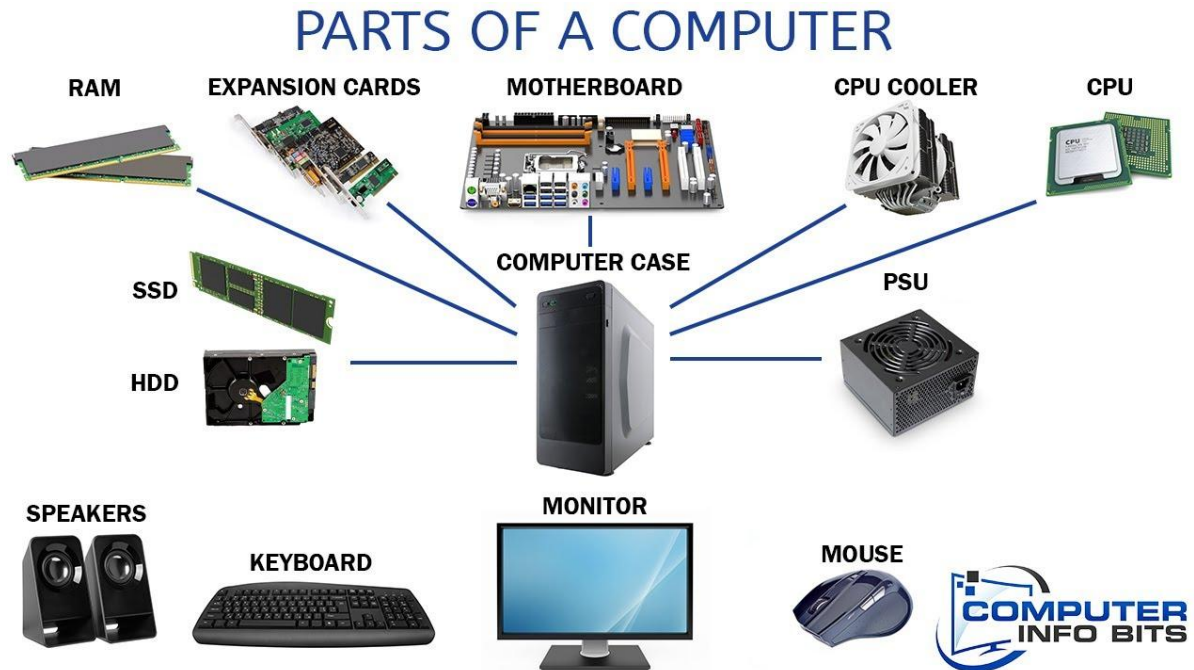 PARTS OF A COMPUTER
RAM
EXPANSION CARDS
MOTHERBOARD
CPU COOLER
CPU
CPU
COMPUTER CASE
SSD
PSU
HDD
SPEAKERS
KEYBOARD
MONITOR
MOUSE
COMPUTER
INFO BITS